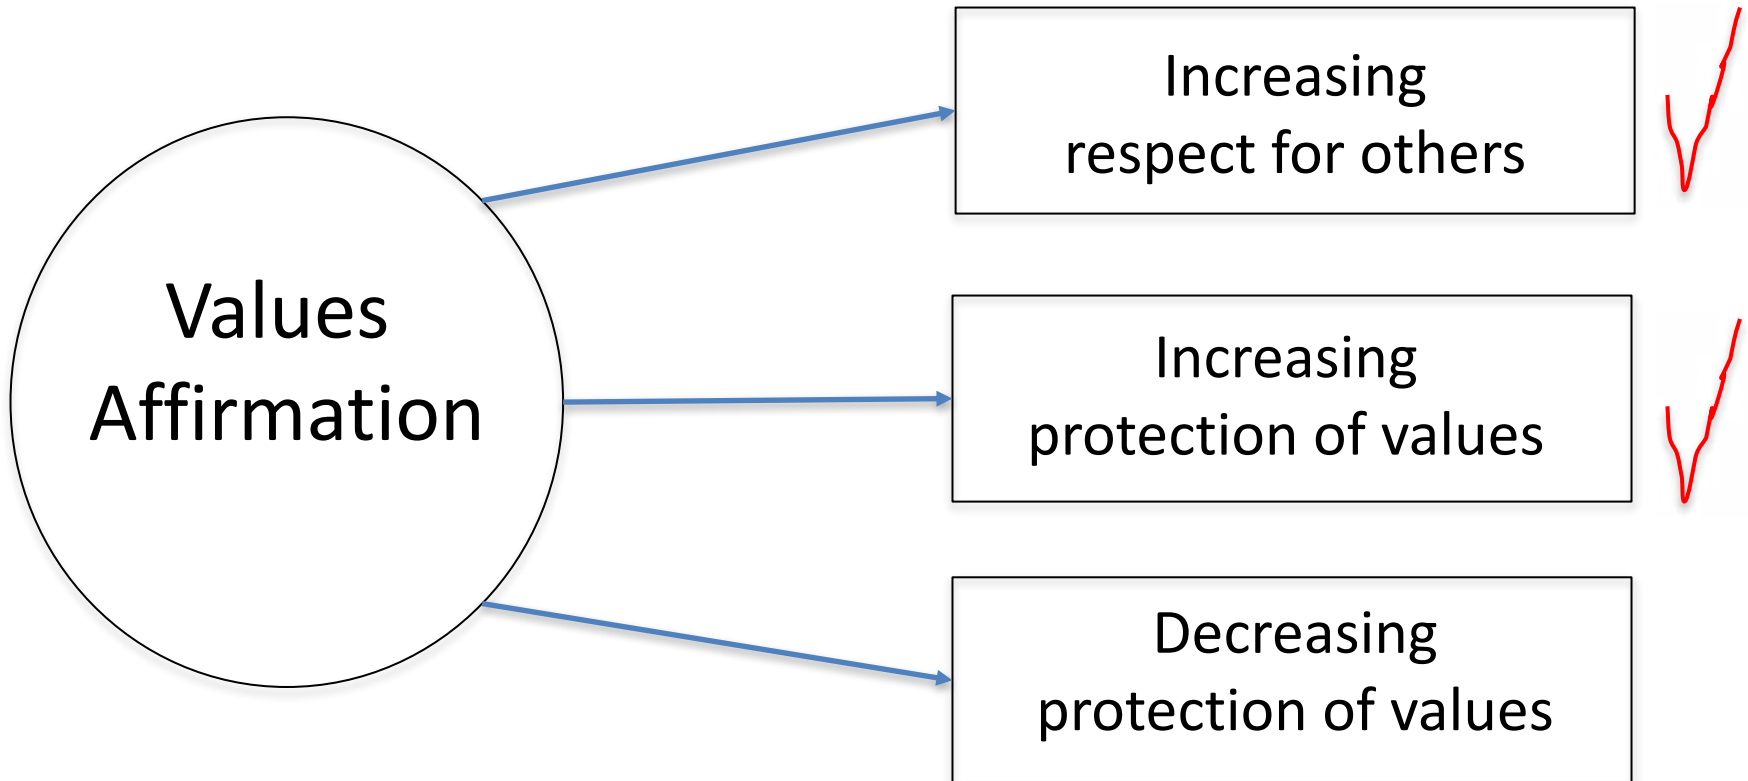 Values
Affirmation
Increasing
respect for others
Increasing
protection of values
Decreasing
protection of values